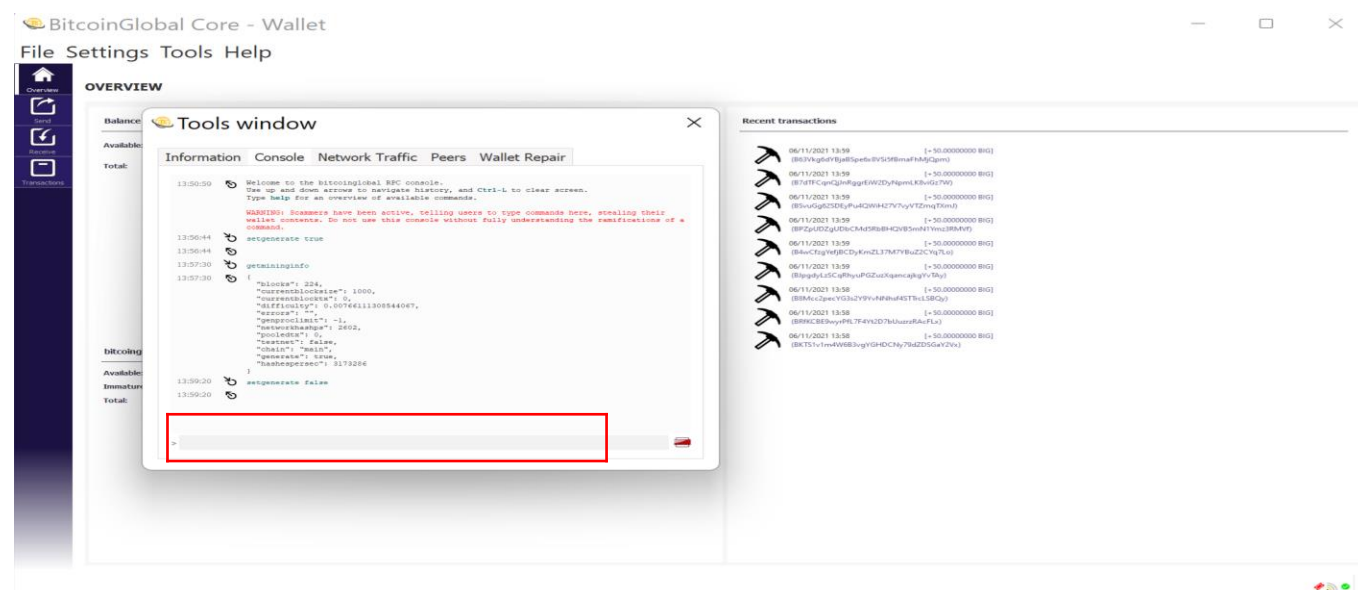 BitcoinGlobal Core - Wallet
File Settings Tools Help
Overview
Send
Receive
Transactions
OVERVIEW
Balance
Available:
Total:
bitcoing
Available:
Immature
Total:
Tools window
Information Console Network Traffic Peers Wallet Repair
13:50:50 Welcome to the bitcoinglobal RPC console.
Use up and down arrows to navigate history, and Ctrl-L to clear screen.
Type help for an overview of available commands.
WARNING: Scammers have been active, telling users to type commands here, stealing their
wallet contents. Do not use this console without fully understanding the ramifications of a
command.
13:56:44 setgenerate true
13:56:44
13:57:30 getmininginfo
13:57:30 {
"blocks": 224,
"currentblocksize": 1000,
"currentblocktx": 0,
"difficulty": 0.00766111308544067,
"errors": "",
"genproclimit": -1,
"networkhashps": 2602,
"pooledtx": 0,
"testnet": false,
"chain": "main",
"generate": true,
"hashespersec": 3173286
}
13:59:20 setgenerate false
13:59:20
>
Recent transactions
06/11/2021 13:59 [+50.00000000 BIG]
06/11/2021 13:59 [+50.00000000 BIG]
06/11/2021 13:59 [+50.00000000 BIG]
06/11/2021 13:59 [+50.00000000 BIG]
06/11/2021 13:59 [+50.00000000 BIG]
06/11/2021 13:59 [+50.00000000 BIG]
06/11/2021 13:58 [+50.00000000 BIG]
06/11/2021 13:58 [+50.00000000 BIG]
06/11/2021 13:58 [+50.00000000 BIG]